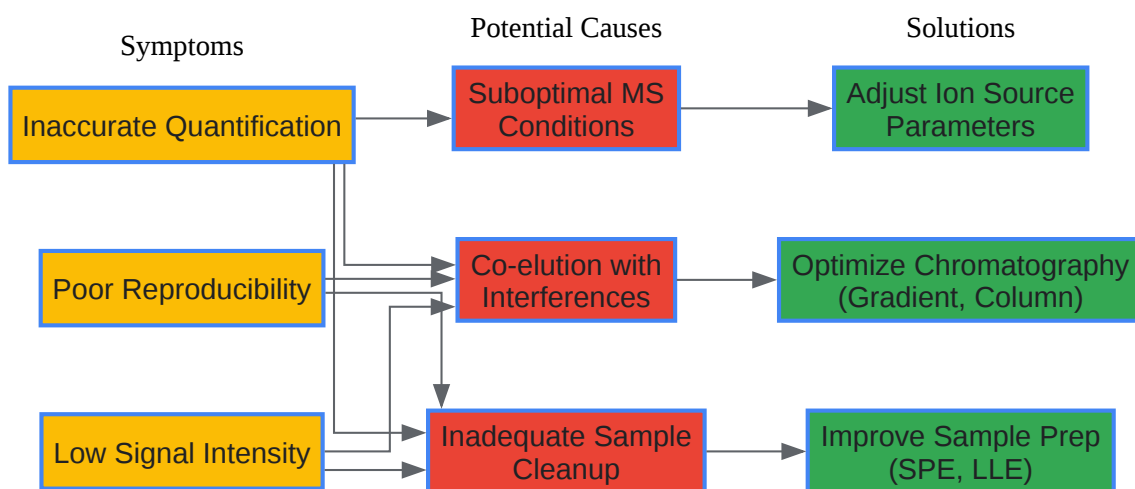 Symptoms
Potential Causes
Solutions
Inaccurate Quantification
Suboptimal MS
Conditions
Adjust Ion Source
Parameters
Poor Reproducibility
Co-elution with
Interferences
Optimize Chromatography
(Gradient, Column)
Low Signal Intensity
Inadequate Sample
Cleanup
Improve Sample Prep
(SPE, LLE)